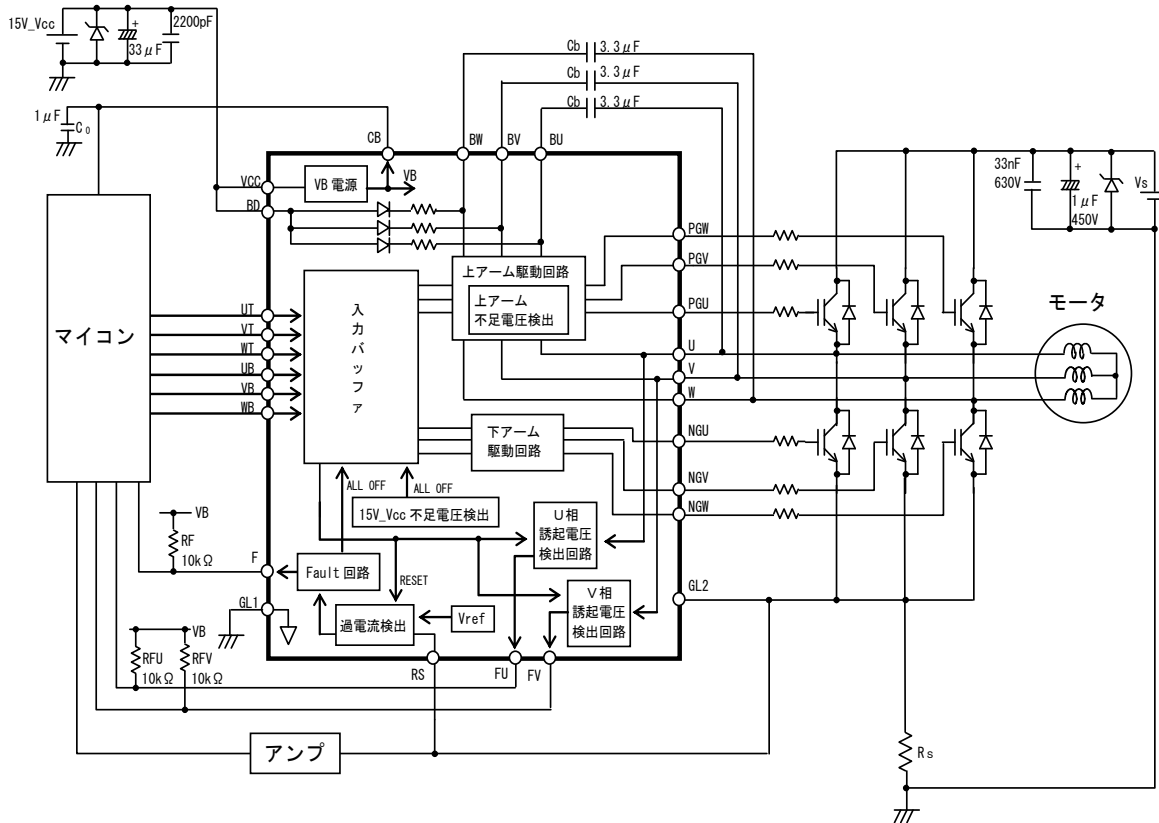 15V_Vcc
+
33μF
2200pF
Cb 3.3μF
Cb 3.3μF
Cb 3.3μF
1μF
C₀
CB
BW
BV
BU
VCC
VB 電源
VB
BD
33nF
630V
+
1μF
450V
Vs
PGW
PGV
PGU
上アーム駆動回路
上アーム
不足電圧検出
入力バッファ
マイコン
UT
VT
WT
UB
VB
WB
モータ
U
V
W
下アーム
駆動回路
NGU
NGV
NGW
ALL OFF
ALL OFF
15V_Vcc 不足電圧検出
U相
誘起電圧
検出回路
VB
RF
10kΩ
F
Fault 回路
RESET
GL1
GL2
V相
誘起電圧
検出回路
過電流検出
Vref
VB
RFU
10kΩ
RFV
10kΩ
RS
FU
FV
アンプ
Rs